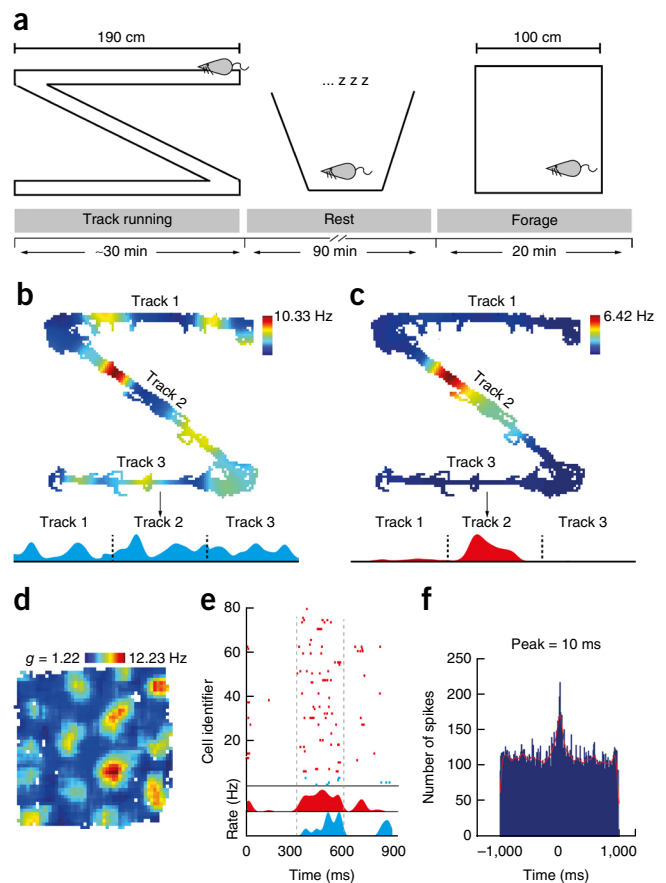 a
190 cm
100 cm
... z z z
Track running
Rest
Forage
~30 min
90 min
20 min
b
Track 1
10.33 Hz
Track 2
Track 3
Track 1
Track 2
Track 3
c
Track 1
6.42 Hz
Track 2
Track 3
Track 1
Track 2
Track 3
d
g = 1.22
12.23 Hz
e
80
60
40
20
Cell identifier
Rate (Hz)
0
300
600
900
Time (ms)
f
Peak = 10 ms
250
200
150
100
50
0
Number of spikes
–1,000
0
1,000
Time (ms)